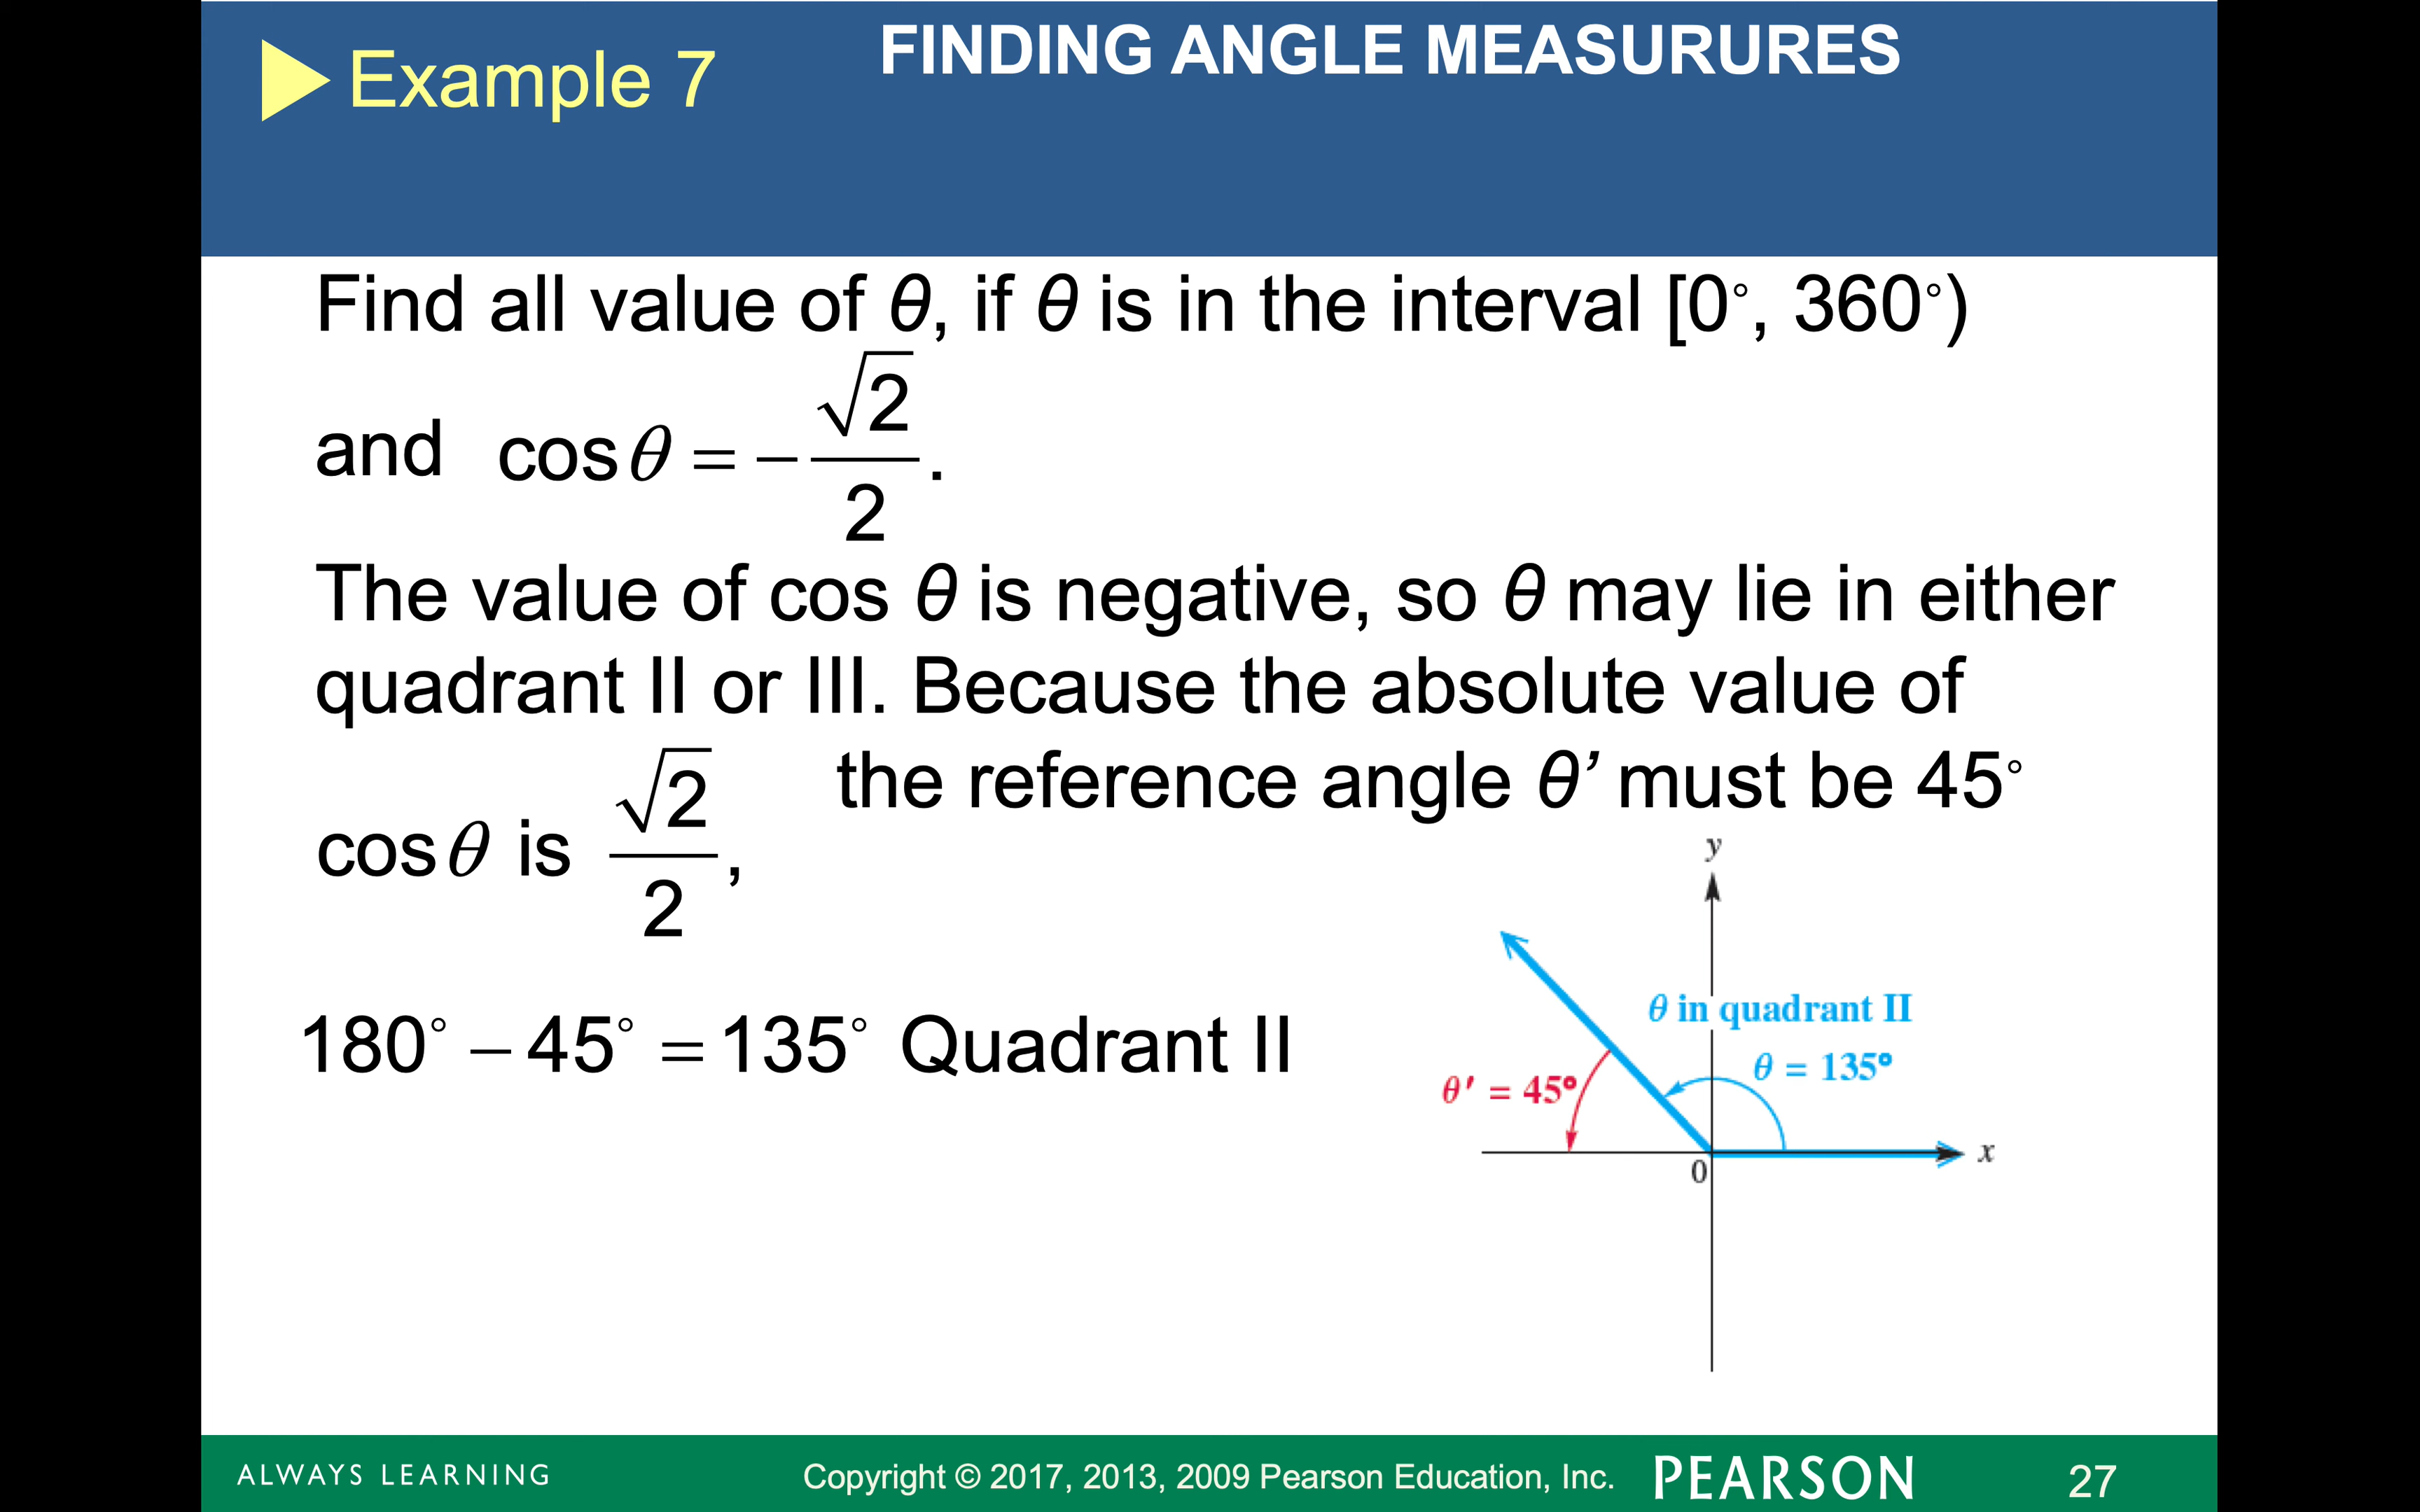 Example 7
FINDING ANGLE MEASURURES
Find all value of θ, if θ is in the interval [0°, 360°)
and cos θ = −√2/2.
The value of cos θ is negative, so θ may lie in either
quadrant II or III. Because the absolute value of
cos θ is √2/2, the reference angle θ’ must be 45°
180° − 45° = 135° Quadrant II
y
θ in quadrant II
θ = 135°
θ′ = 45°
x
0
ALWAYS LEARNING
Copyright © 2017, 2013, 2009 Pearson Education, Inc.
PEARSON
27